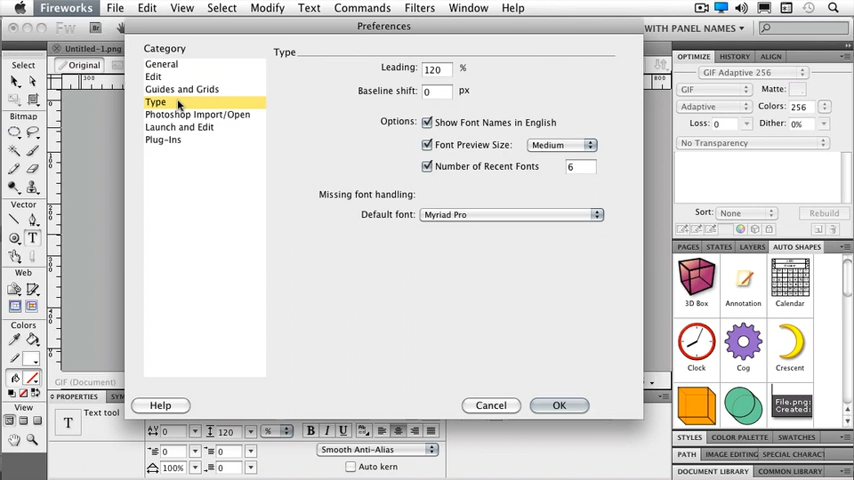 Fireworks File Edit View Select Modify Text Commands Filters Window Help
Preferences
WITH PANEL NAMES
Untitled-1.png
Original
300
Select
Bitmap
Vector
Web
Colors
View
Category
General
Edit
Guides and Grids
Type
Photoshop Import/Open
Launch and Edit
Plug-Ins
Type
Leading: 120 %
Baseline shift: 0 px
Options: Show Font Names in English
Font Preview Size: Medium
Number of Recent Fonts 6
Missing font handling:
Default font: Myriad Pro
Help
Cancel
OK
OPTIMIZE HISTORY ALIGN
GIF Adaptive 256
GIF Matte:
Adaptive Colors: 256
Loss: 0 Dither: 0%
No Transparency
Sort: None Rebuild
PAGES STATES LAYERS AUTO SHAPES
3D Box Annotation Calendar
Clock Cog Crescent
File.png:
Created:
STYLES COLOR PALETTE SWATCHES
PATH IMAGE EDITING SPECIAL CHARACT
DOCUMENT LIBRARY COMMON LIBRARY
GIF (Document)
PROPERTIES SYM
T Text tool
0 120 % B I U
0 0 Smooth Anti-Alias
100% 0 Auto kern